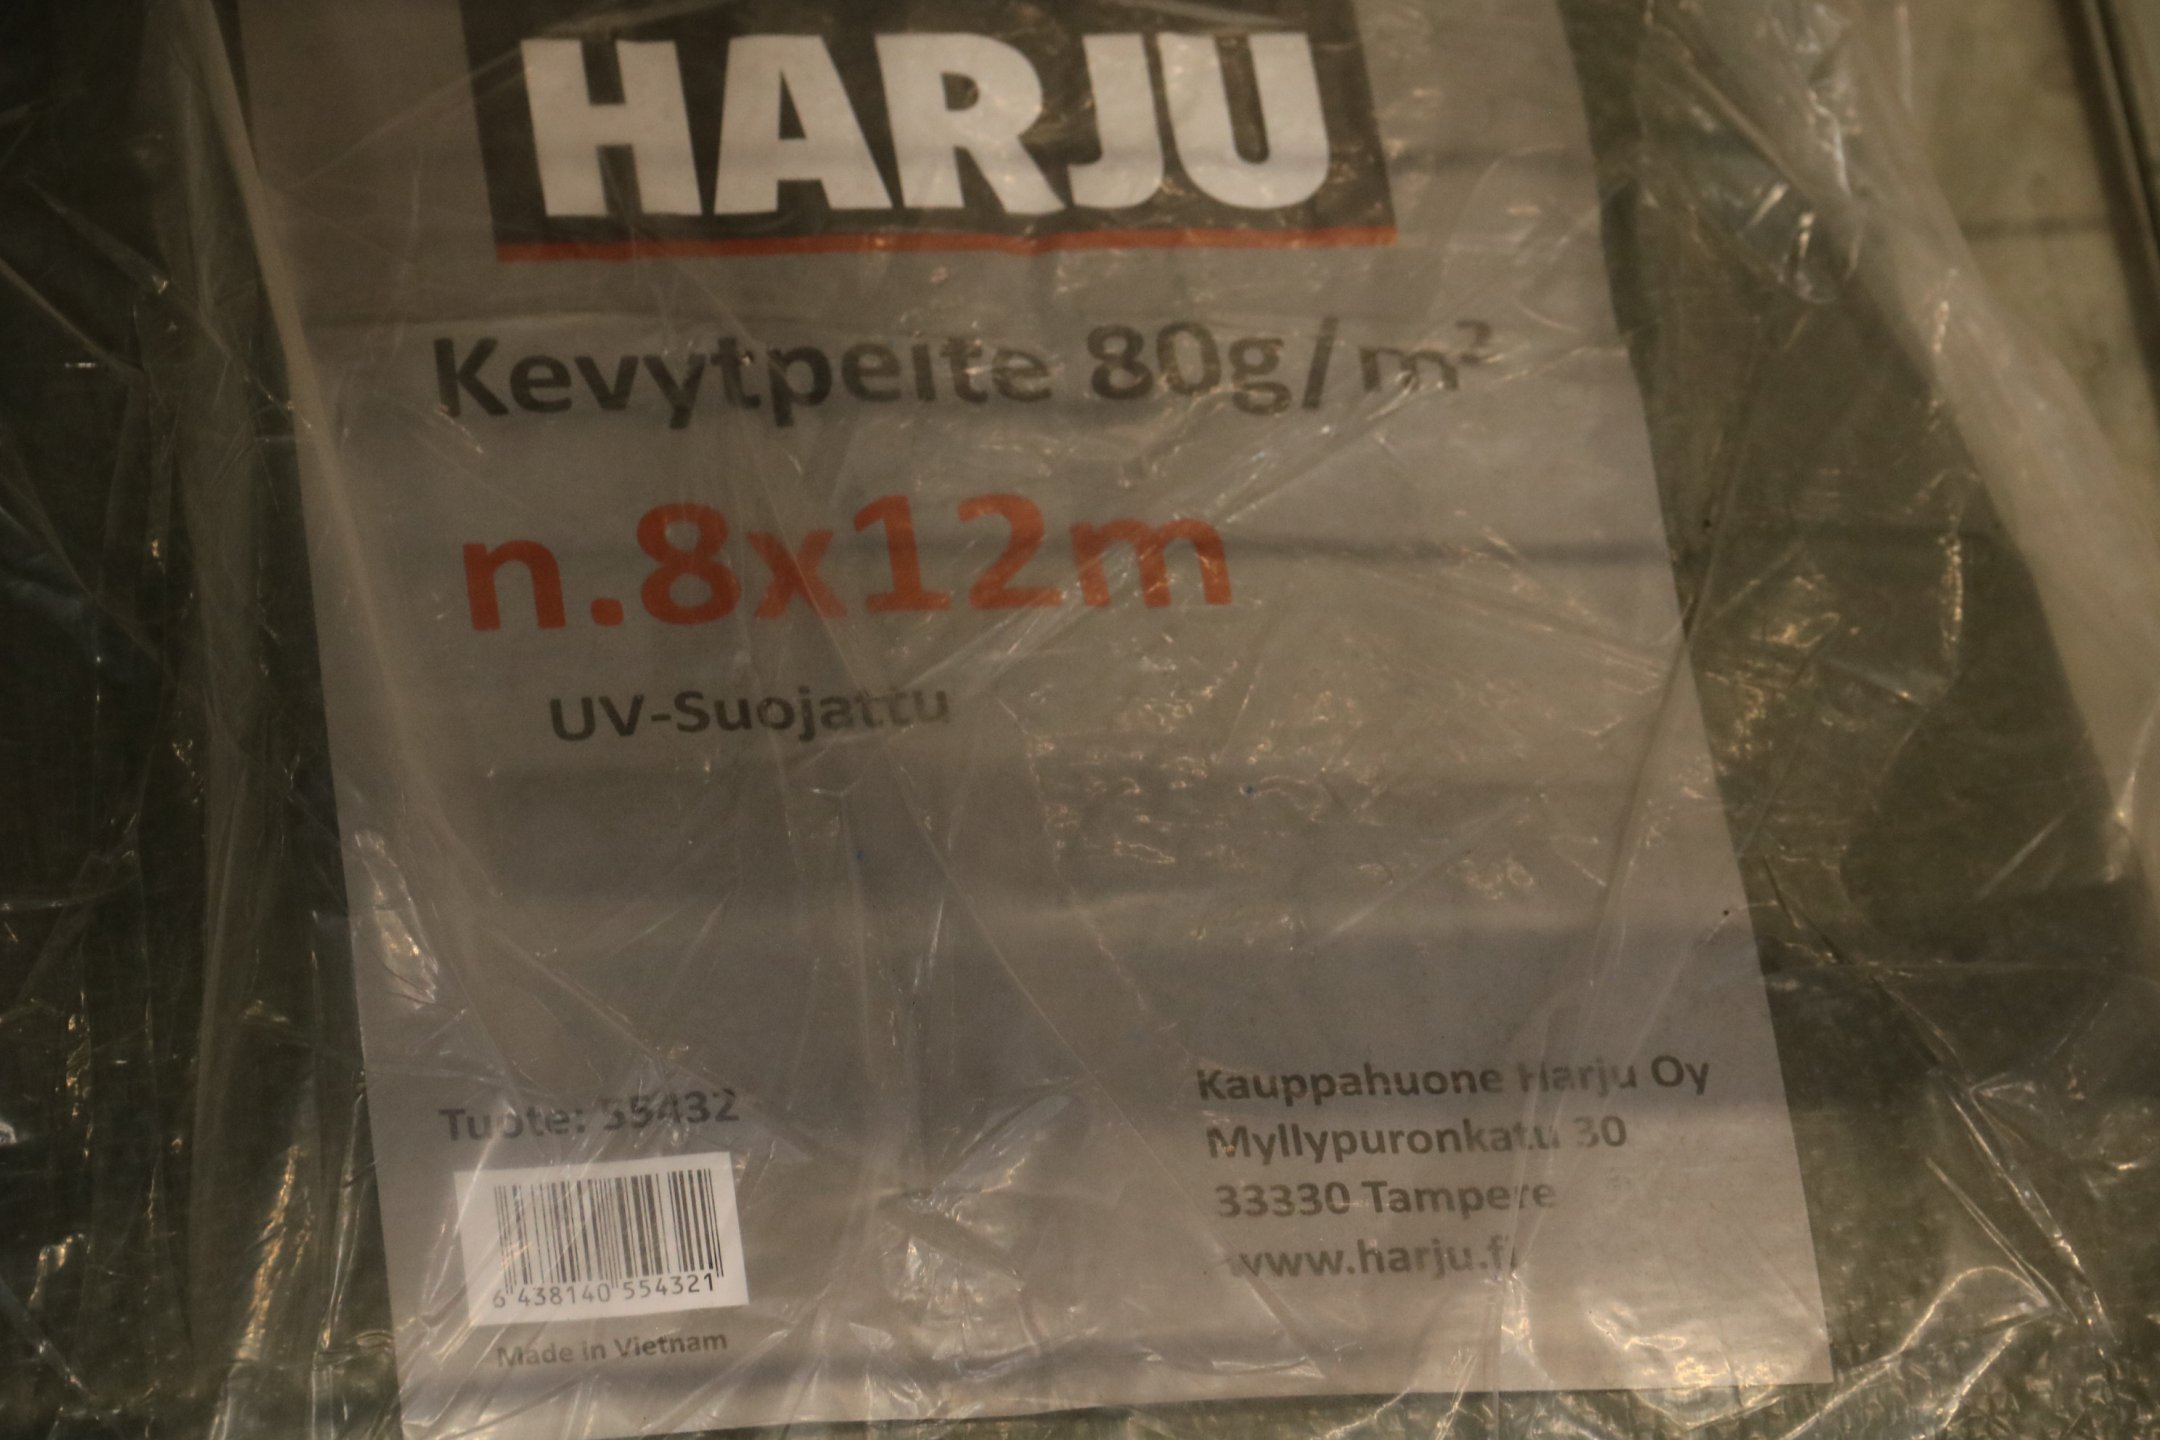 HARJU
Kevytpeite 80g/m²
n.8x12m
UV-Suojattu
Tuote: 55432
6 438140 554321
Made in Vietnam
Kauppahuone Harju Oy
Myllypuronkatu 30
33330 Tampere
www.harju.fi